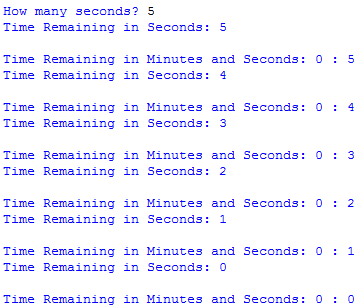 How many seconds? 5
Time Remaining in Seconds: 5
Time Remaining in Minutes and Seconds: 0 : 5
Time Remaining in Seconds: 4
Time Remaining in Minutes and Seconds: 0 : 4
Time Remaining in Seconds: 3
Time Remaining in Minutes and Seconds: 0 : 3
Time Remaining in Seconds: 2
Time Remaining in Minutes and Seconds: 0 : 2
Time Remaining in Seconds: 1
Time Remaining in Minutes and Seconds: 0 : 1
Time Remaining in Seconds: 0
Time Remaining in Minutes and Seconds: 0 : 0